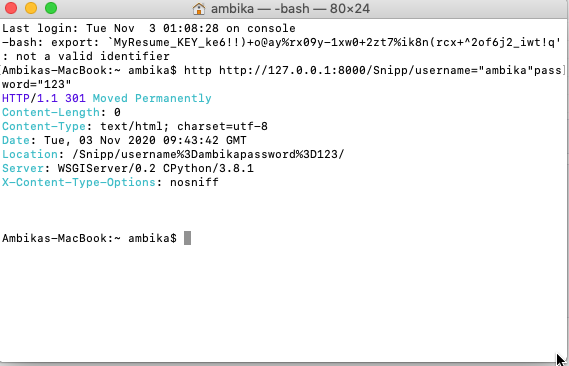 ambika — -bash — 80×24
Last login: Tue Nov  3 01:08:28 on console
-bash: export: `MyResume_KEY_ke6!!)+o@ay%rx09y-1xw0+2zt7%ik8n(rcx+^2of6j2_iwt!q'
: not a valid identifier
[Ambikas-MacBook:~ ambika$ http http://127.0.0.1:8000/Snipp/username="ambika"pass]
word="123"
HTTP/1.1 301 Moved Permanently
Content-Length: 0
Content-Type: text/html; charset=utf-8
Date: Tue, 03 Nov 2020 09:43:42 GMT
Location: /Snipp/username%3Dambikapassword%3D123/
Server: WSGIServer/0.2 CPython/3.8.1
X-Content-Type-Options: nosniff
Ambikas-MacBook:~ ambika$